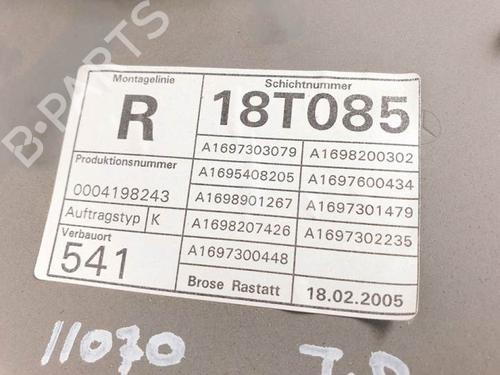 B-PARTS
Montagelinie
R
Schichtnummer
18T085
Produktionsnummer
0004198243
Auftragstyp K
Verbauort
541
A1697303079 A1698200302
A1695408205 A1697600434
A1698901267 A1697301479
A1698207426 A1697302235
A1697300448
Brose Rastatt 18.02.2005
11070